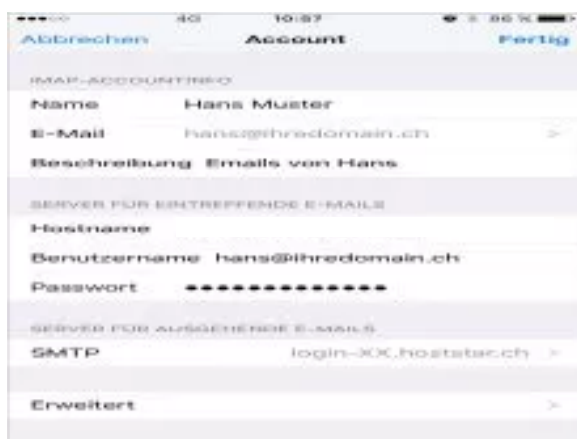 4G 10:57 86 %
Abbrechen Account Fertig
IMAP-ACCOUNTINFO
Name Hans Muster
E-Mail hans@ihredomain.ch >
Beschreibung Emails von Hans
SERVER FÜR EINTREFFENDE E-MAILS
Hostname
Benutzername hans@ihredomain.ch
Passwort ●●●●●●●●●●●●●
SERVER FÜR AUSGEHENDE E-MAILS
SMTP login-XX.hoststar.ch >
Erweitert >